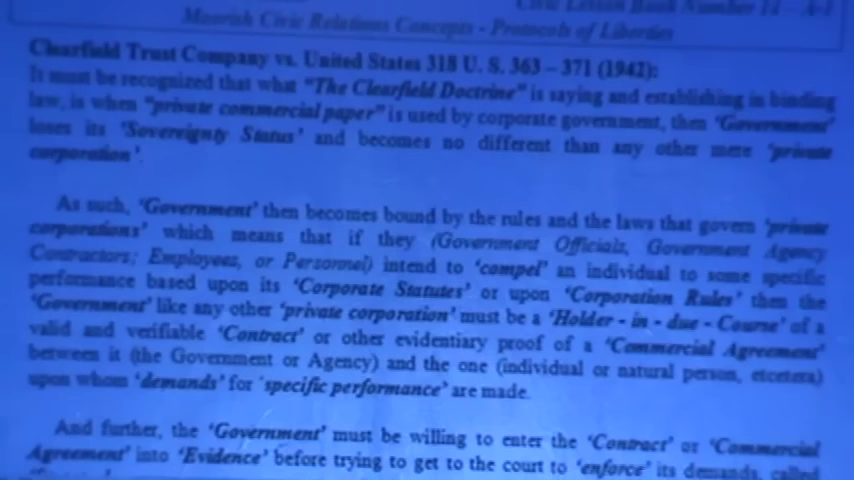 Civic Lesson Book Number 14 - A-1
Moorish Civic Relations Concepts - Protocols of Liberties
Clearfield Trust Company vs. United States 318 U. S. 363 – 371 (1942):
It must be recognized that what "The Clearfield Doctrine" is saying and establishing in binding
law, is when "private commercial paper" is used by corporate government, then 'Government'
loses its 'Sovereignty Status' and becomes no different than any other mere 'private
corporation'.
As such, 'Government' then becomes bound by the rules and the laws that govern 'private
corporations' which means that if they (Government Officials, Government Agency
Contractors; Employees, or Personnel) intend to 'compel' an individual to some specific
performance based upon its 'Corporate Statutes' or upon 'Corporation Rules' then the
'Government' like any other 'private corporation' must be a 'Holder - in - due - Course' of a
valid and verifiable 'Contract' or other evidentiary proof of a 'Commercial Agreement'
between it (the Government or Agency) and the one (individual or natural person, etcetera)
upon whom 'demands' for 'specific performance' are made.
And further, the 'Government' must be willing to enter the 'Contract' or 'Commercial
Agreement' into 'Evidence' before trying to get to the court to 'enforce' its demands, called